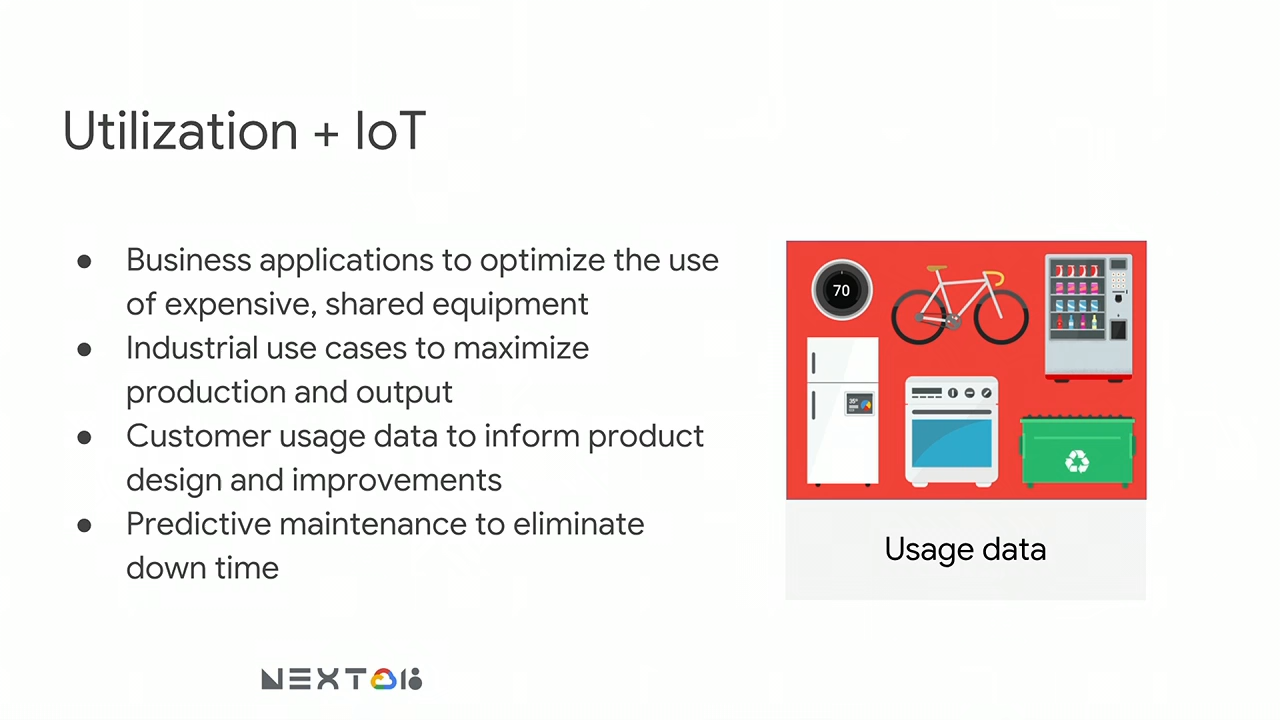 Utilization + IoT
● Business applications to optimize the use
of expensive, shared equipment
● Industrial use cases to maximize
production and output
● Customer usage data to inform product
design and improvements
● Predictive maintenance to eliminate
down time
70
35°
Usage data
NEXT 18